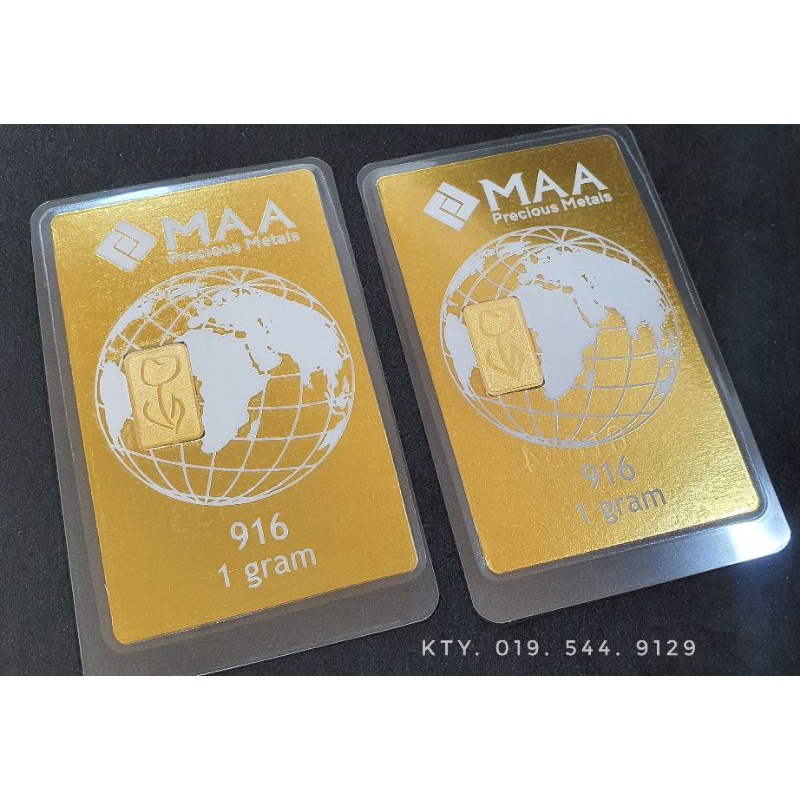 MAA
Precious Metals
916
1 gram
MAA
Precious Metals
916
1 gram
KTY. 019. 544. 9129